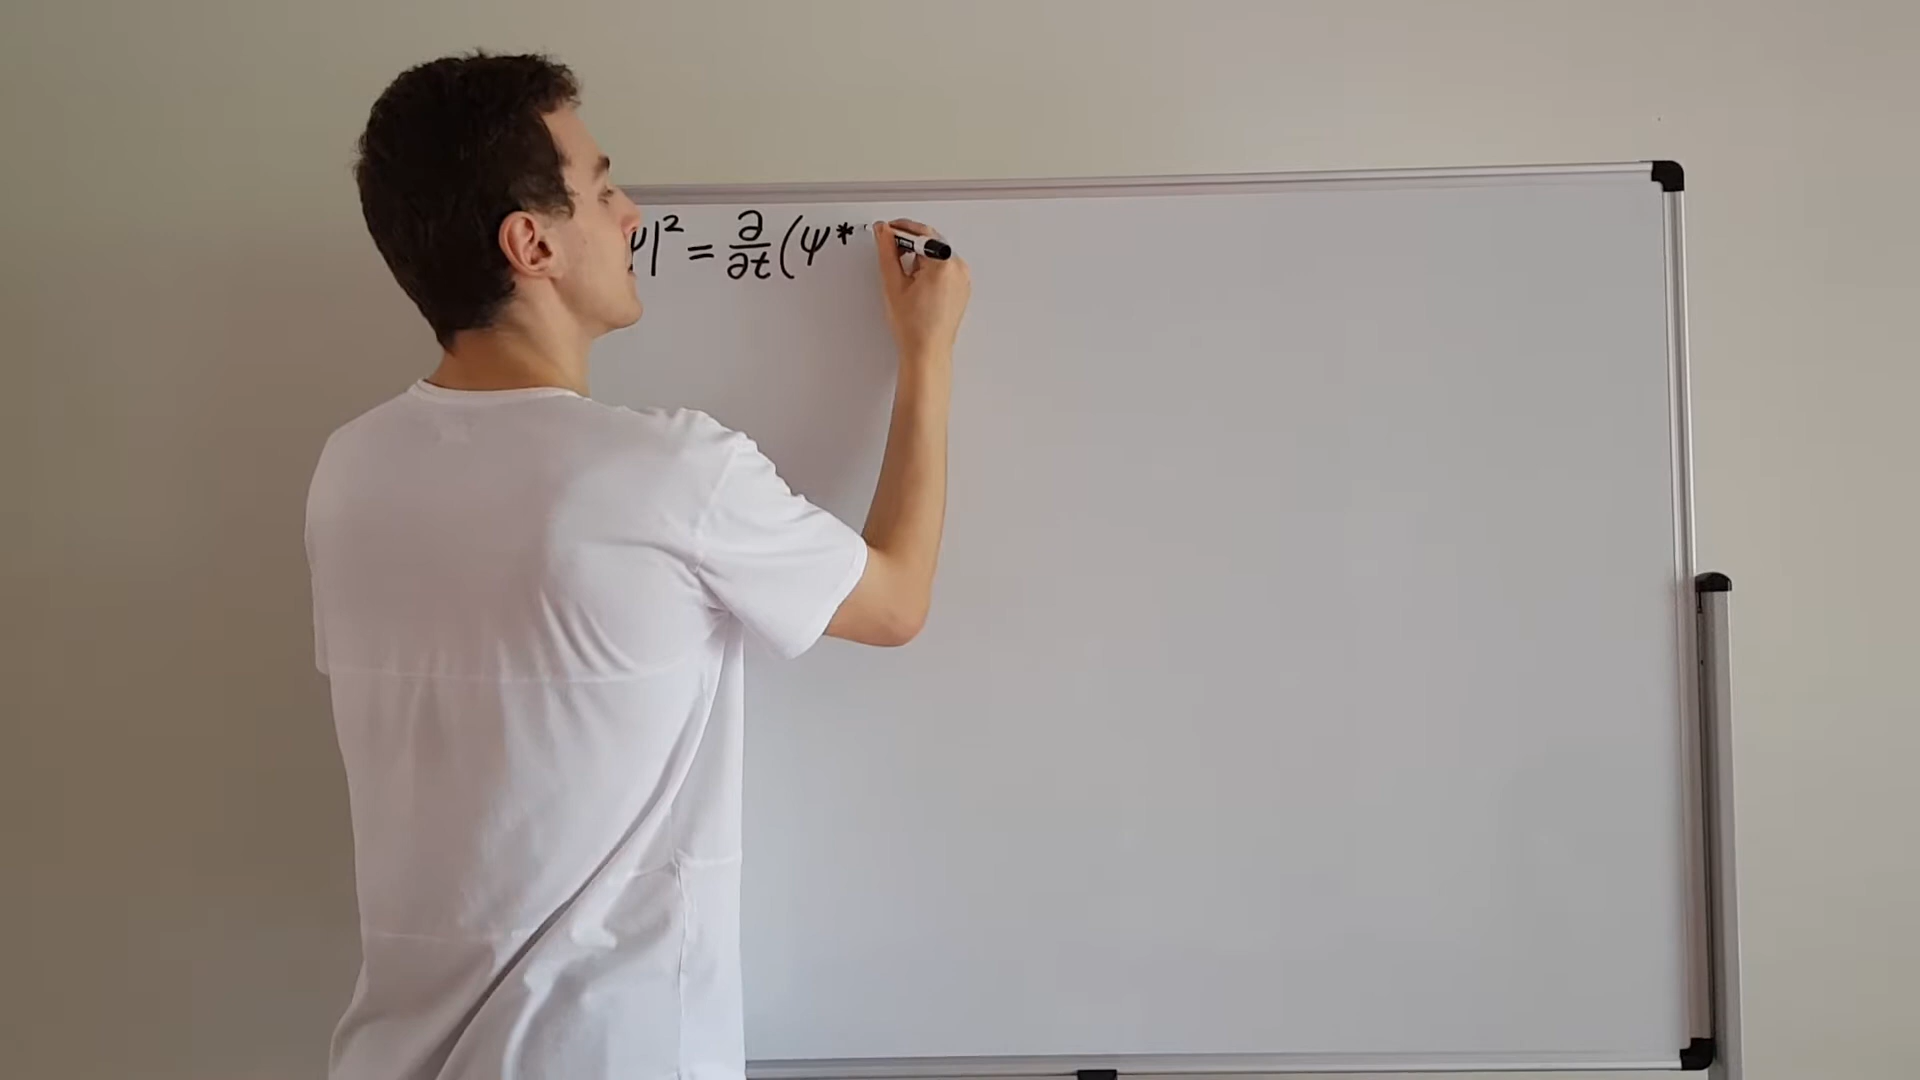 ψ|² = ∂/∂t (ψ*